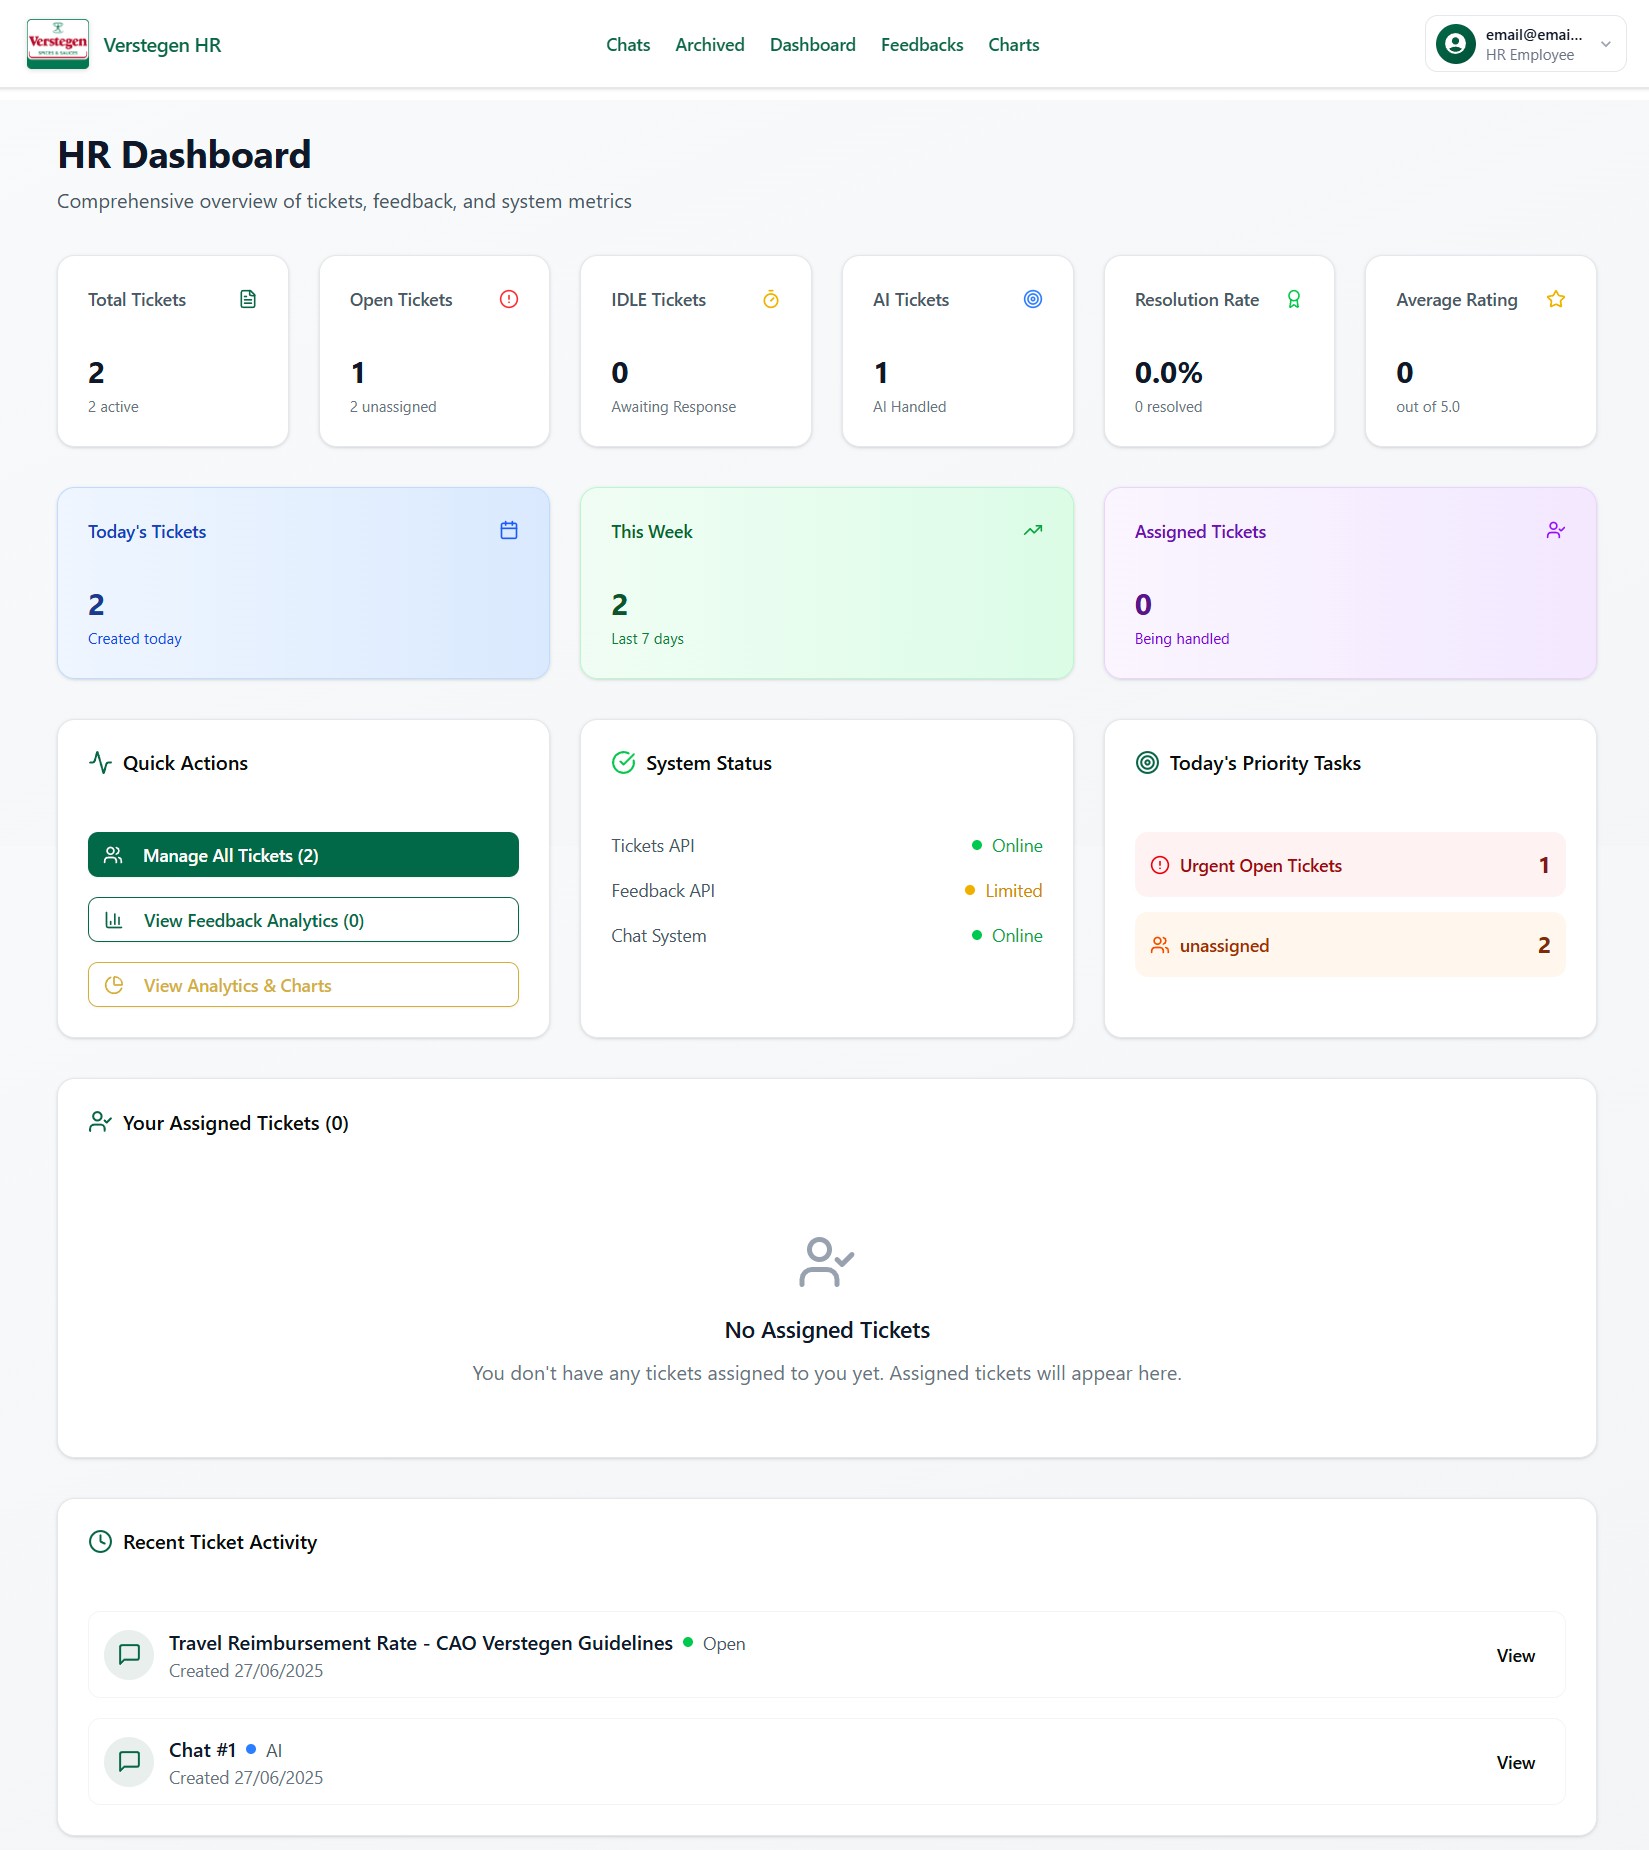 Verstegen
SPICES & SAUCES
Verstegen HR
Chats
Archived
Dashboard
Feedbacks
Charts
email@emai...
HR Employee
HR Dashboard
Comprehensive overview of tickets, feedback, and system metrics
Total Tickets
2
2 active
Open Tickets
1
2 unassigned
IDLE Tickets
0
Awaiting Response
AI Tickets
1
AI Handled
Resolution Rate
0.0%
0 resolved
Average Rating
0
out of 5.0
Today's Tickets
2
Created today
This Week
2
Last 7 days
Assigned Tickets
0
Being handled
Quick Actions
Manage All Tickets (2)
View Feedback Analytics (0)
View Analytics & Charts
System Status
Tickets API Online
Feedback API Limited
Chat System Online
Today's Priority Tasks
Urgent Open Tickets 1
unassigned 2
Your Assigned Tickets (0)
No Assigned Tickets
You don't have any tickets assigned to you yet. Assigned tickets will appear here.
Recent Ticket Activity
Travel Reimbursement Rate - CAO Verstegen Guidelines Open
Created 27/06/2025
View
Chat #1 AI
Created 27/06/2025
View